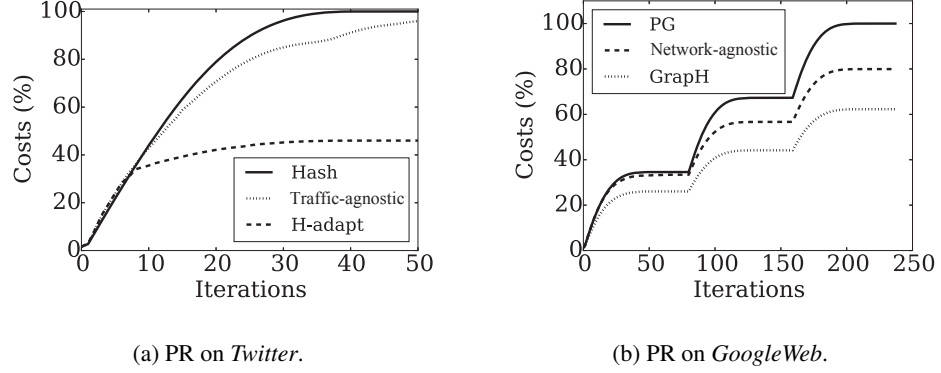 100
80
60
40
20
0
Costs (%)
Hash
Traffic-agnostic
H-adapt
0 10 20 30 40 50
Iterations
(a) PR on Twitter.
100
80
60
40
20
0
Costs (%)
PG
Network-agnostic
GrapH
0 50 100 150 200 250
Iterations
(b) PR on GoogleWeb.